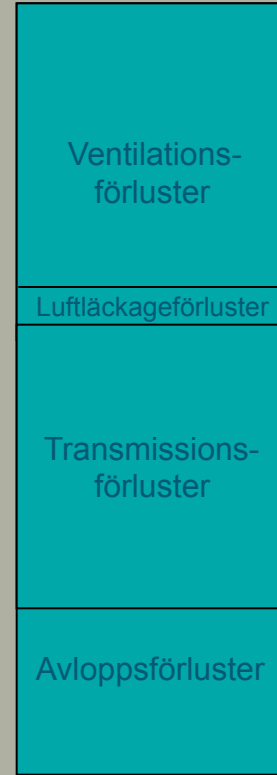 Ventilations-
förluster
Luftläckageförluster
Transmissions-
förluster
Avloppsförluster